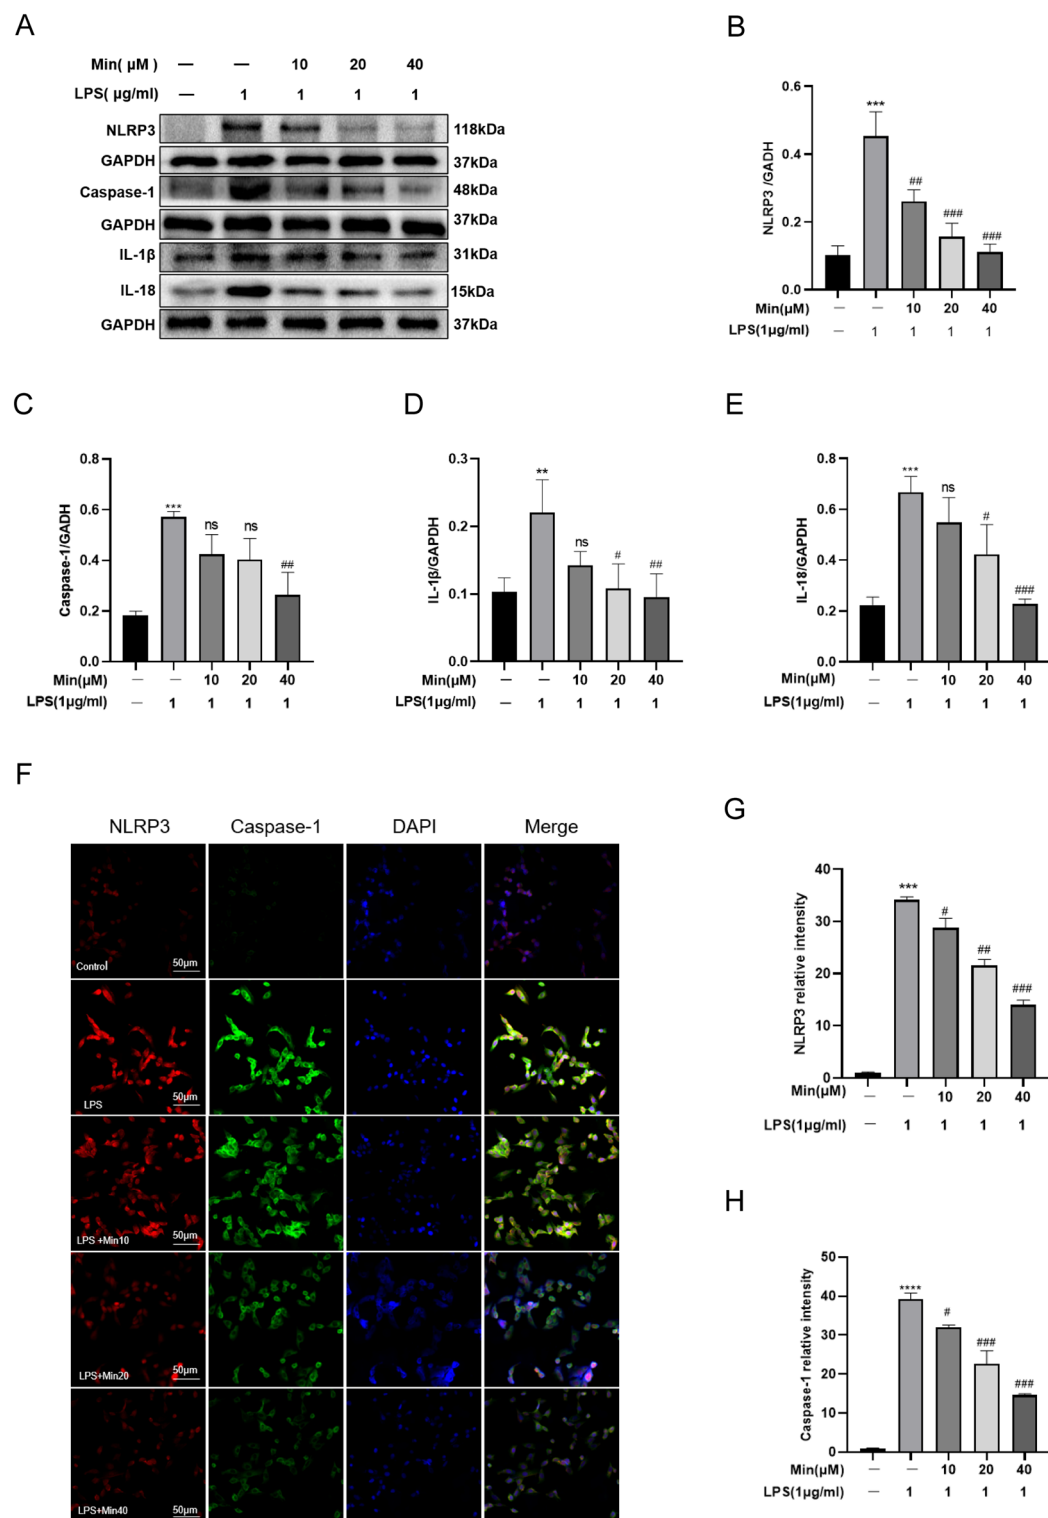 A
Min( μM ) — — 10 20 40
LPS( μg/ml) — 1 1 1 1
NLRP3 118kDa
GAPDH 37kDa
Caspase-1 48kDa
GAPDH 37kDa
IL-1β 31kDa
IL-18 15kDa
GAPDH 37kDa
B
NLRP3 /GADH
0.6
0.4
0.2
0.0
*** ## ### ###
Min(μM) — — 10 20 40
LPS(1μg/ml) — 1 1 1 1
C
Caspase-1/GADH
0.8
0.6
0.4
0.2
0.0
*** ns ns ##
Min(μM) — — 10 20 40
LPS(1μg/ml) — 1 1 1 1
D
IL-1β/GAPDH
0.3
0.2
0.1
0.0
** ns # ##
Min(μM) — — 10 20 40
LPS(1μg/ml) — 1 1 1 1
E
IL-18/GAPDH
0.8
0.6
0.4
0.2
0.0
*** ns # ###
Min(μM) — — 10 20 40
LPS(1μg/ml) — 1 1 1 1
F
NLRP3 Caspase-1 DAPI Merge
Control 50μm
LPS 50μm
LPS +Min10 50μm
LPS+Min20 50μm
LPS+Min40 50μm
G
NLRP3 relative intensity
40
30
20
10
0
*** # ## ###
Min(μM) — — 10 20 40
LPS(1μg/ml) — 1 1 1 1
H
Caspase-1 relative intensity
50
40
30
20
10
0
**** # ### ###
Min(μM) — — 10 20 40
LPS(1μg/ml) — 1 1 1 1